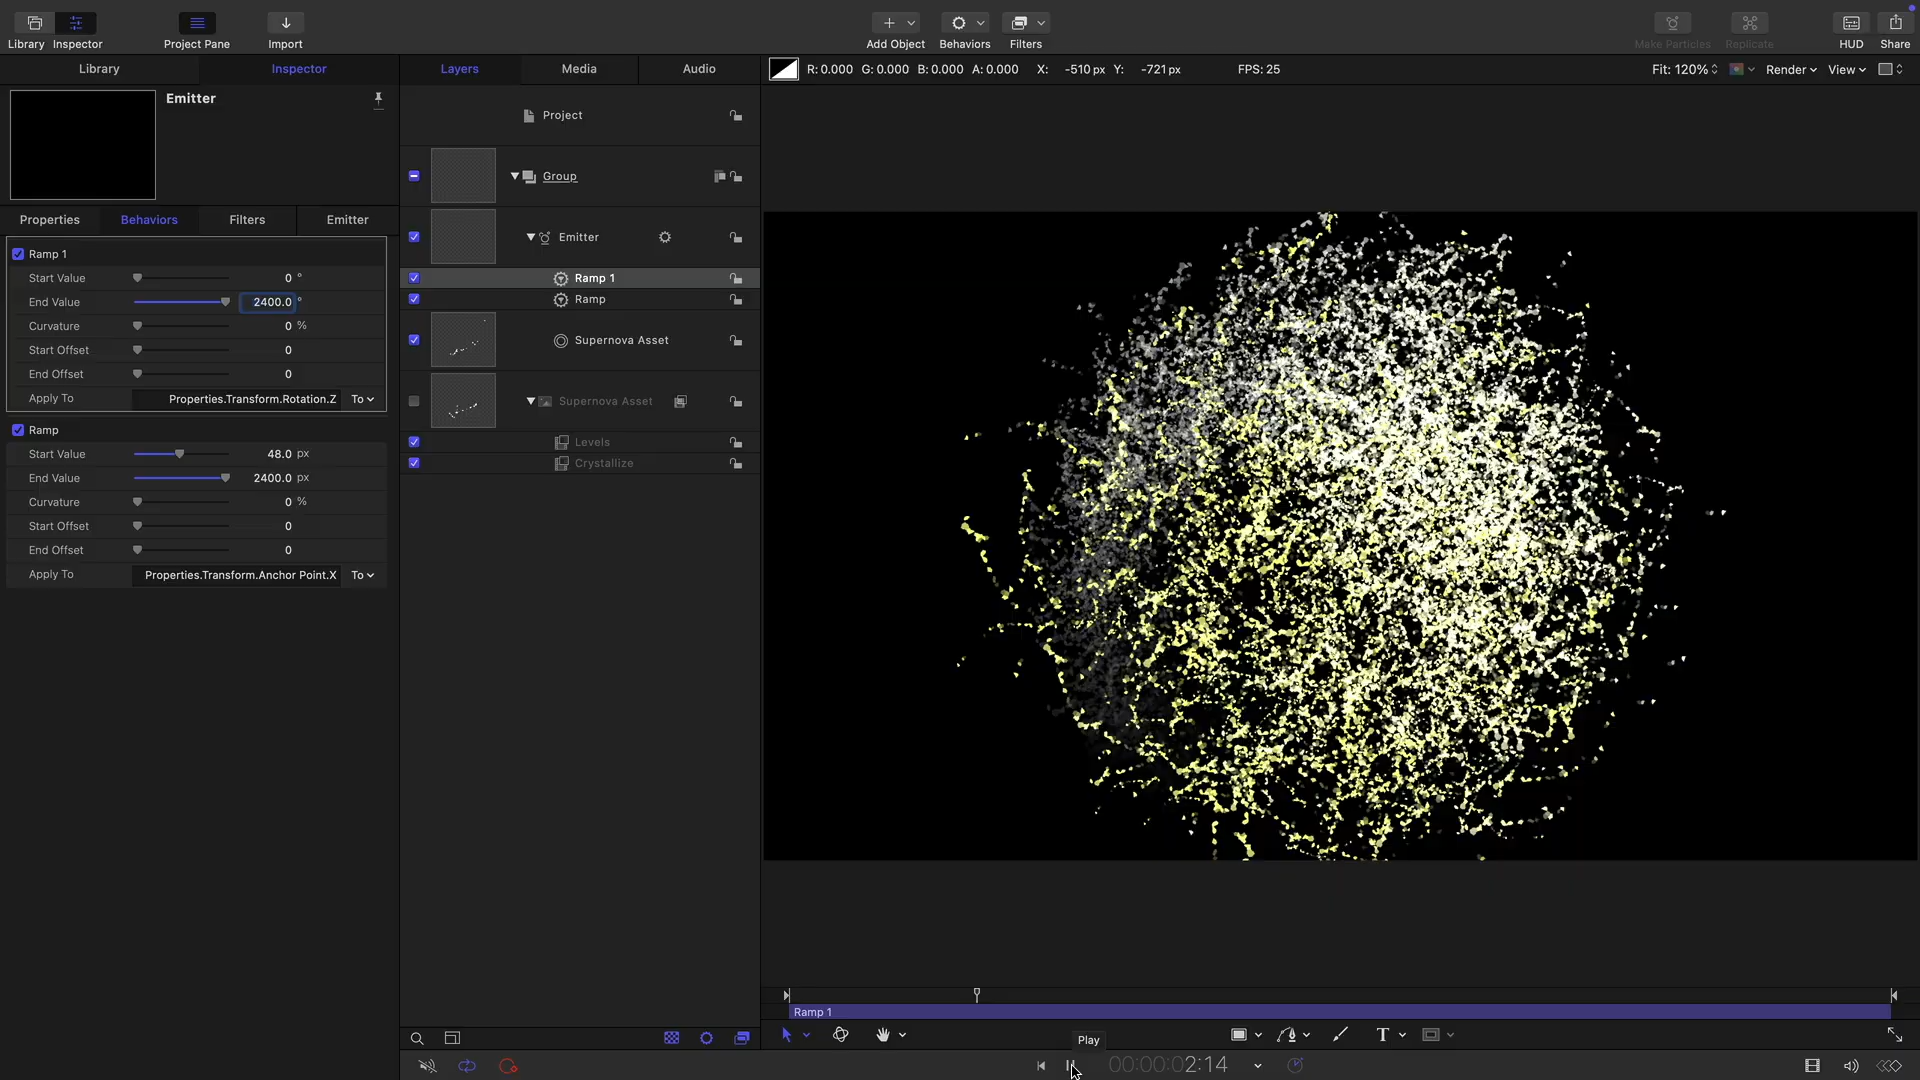 Library
Inspector
Project Pane
Import
Add Object
Behaviors
Filters
Make Particles
Replicate
HUD
Share
Library
Inspector
Layers
Media
Audio
R: 0.000 G: 0.000 B: 0.000 A: 0.000 X: -510 px Y: -721 px FPS: 25
Fit: 120%
Render
View
Emitter
Properties
Behaviors
Filters
Emitter
Ramp 1
Start Value 0 °
End Value 2400.0 °
Curvature 0 %
Start Offset 0
End Offset 0
Apply To Properties.Transform.Rotation.Z To
Ramp
Start Value 48.0 px
End Value 2400.0 px
Curvature 0 %
Start Offset 0
End Offset 0
Apply To Properties.Transform.Anchor Point.X To
Project
Group
Emitter
Ramp 1
Ramp
Supernova Asset
Supernova Asset
Levels
Crystallize
Ramp 1
T
Play
00:00:02:14